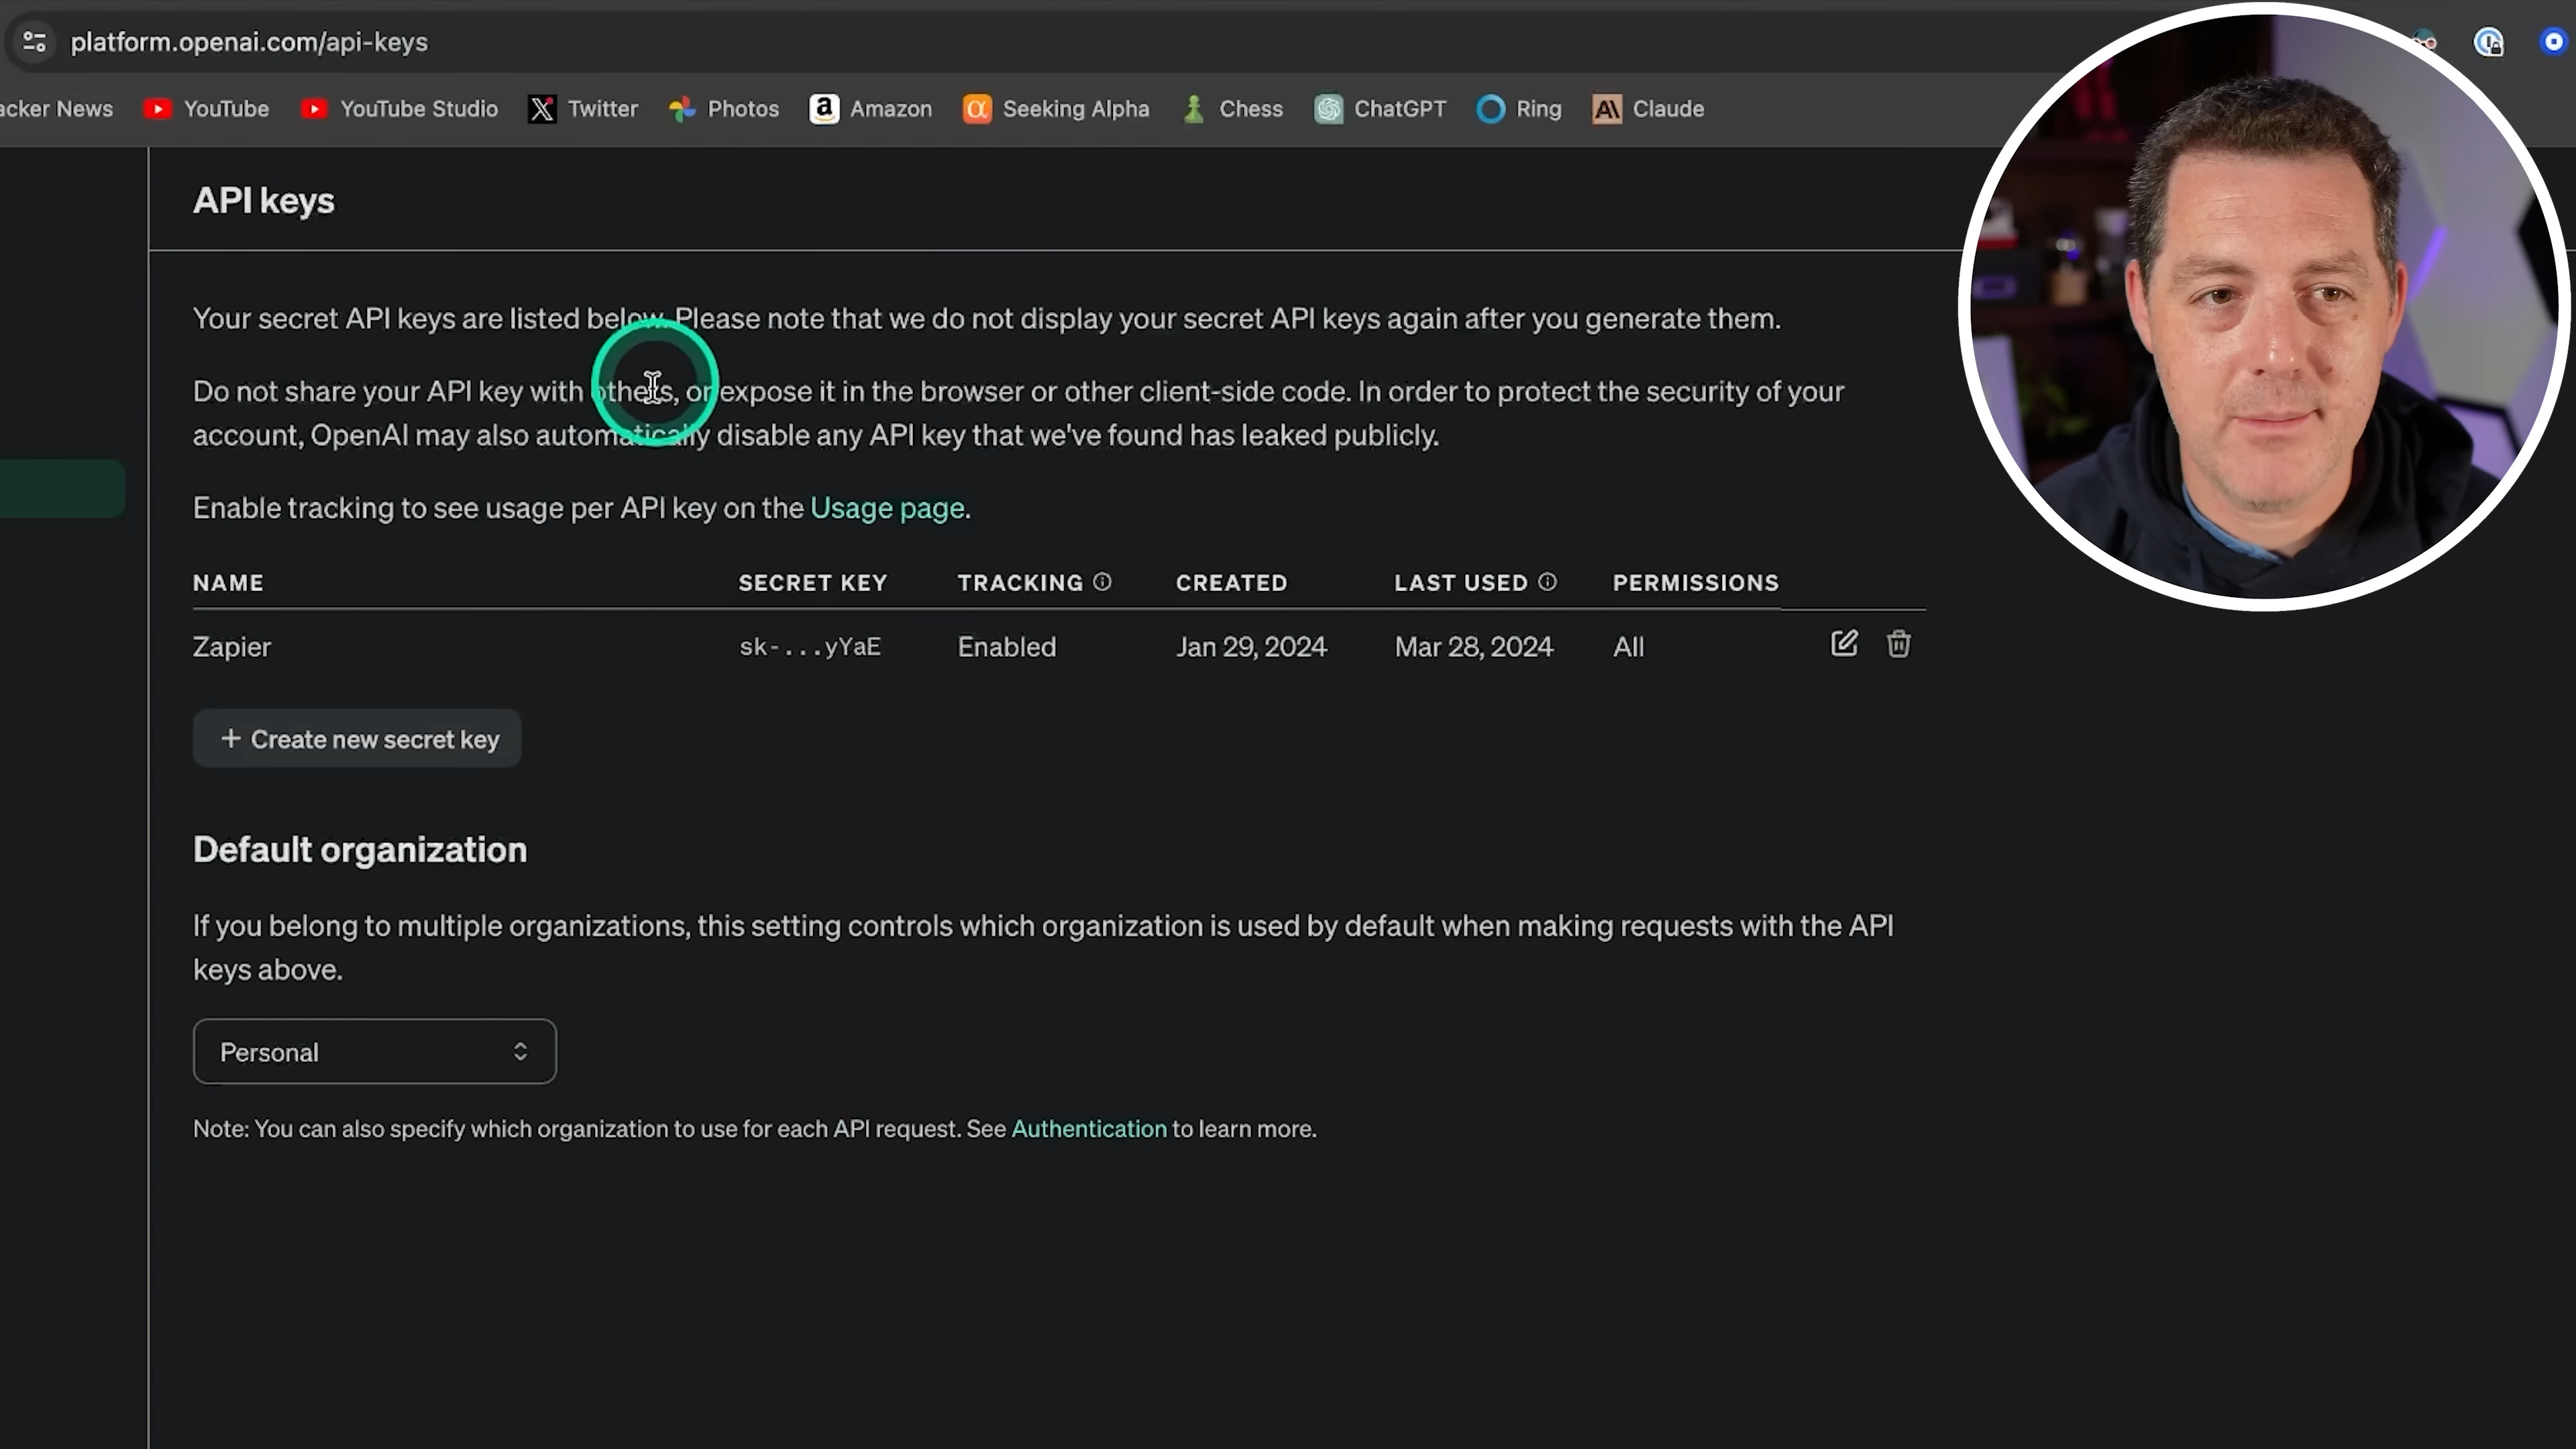 platform.openai.com/api-keys
acker News YouTube YouTube Studio Twitter Photos Amazon Seeking Alpha Chess ChatGPT Ring Claude
API keys
Your secret API keys are listed below. Please note that we do not display your secret API keys again after you generate them.
Do not share your API key with others, or expose it in the browser or other client-side code. In order to protect the security of your
account, OpenAI may also automatically disable any API key that we've found has leaked publicly.
Enable tracking to see usage per API key on the Usage page.
NAME SECRET KEY TRACKING CREATED LAST USED PERMISSIONS
Zapier sk-...yYaE Enabled Jan 29, 2024 Mar 28, 2024 All
+ Create new secret key
Default organization
If you belong to multiple organizations, this setting controls which organization is used by default when making requests with the API
keys above.
Personal
Note: You can also specify which organization to use for each API request. See Authentication to learn more.